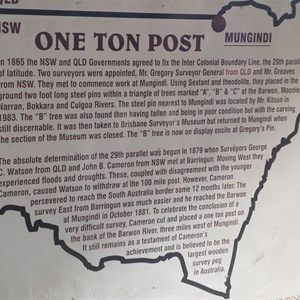 QLD
NSW
ONE TON POST
MUNGINDI
In 1865 the NSW and QLD Governments agreed to fix the Inter Colonial Boundary Line, the 29th parallel
of latitude. Two surveyors were appointed, Mr. Gregory Surveyor General from QLD and Mr. Greaves
from NSW. They met to commence work at Mungindi. Using Sextant and theodolite, they placed in the
ground two foot long steel pins within a triangle of trees marked "A" "B" & "C" at the Barwon, Moonie,
Narran, Bokkara and Culgoa Rivers. The steel pin nearest to Mungindi was located by Mr. Kitson in
1983. The "B" tree was also found then having fallen and being in poor condition but with the carving
still discernable. It was then taken to Brisbane Surveyor's Museum but returned to Mungindi when
the section of the Museum was closed. The "B" tree is now on display onsite at Gregory's Pin.
The absolute determination of the 29th parallel was begun in 1879 when Surveyors George
C. Watson from QLD and John B. Cameron from NSW met at Barringun. Moving West they
experienced floods and droughts. These, coupled with disagreement with the younger
Cameron, caused Watson to withdraw at the 100 mile post. However, Cameron
persevered to reach the South Australia border some 12 months later. The
survey East from Barringun was much easier and he reached the Barwon
at Mungindi in October 1881. To celebrate the conclusion of a
very difficult survey, Cameron cut and placed a one ton post on
the bank of the Barwon River, three miles west of Mungindi.
It still remains as a testament of Cameron's
achievement and is believed to be the
largest wooden
survey peg
in Australia.